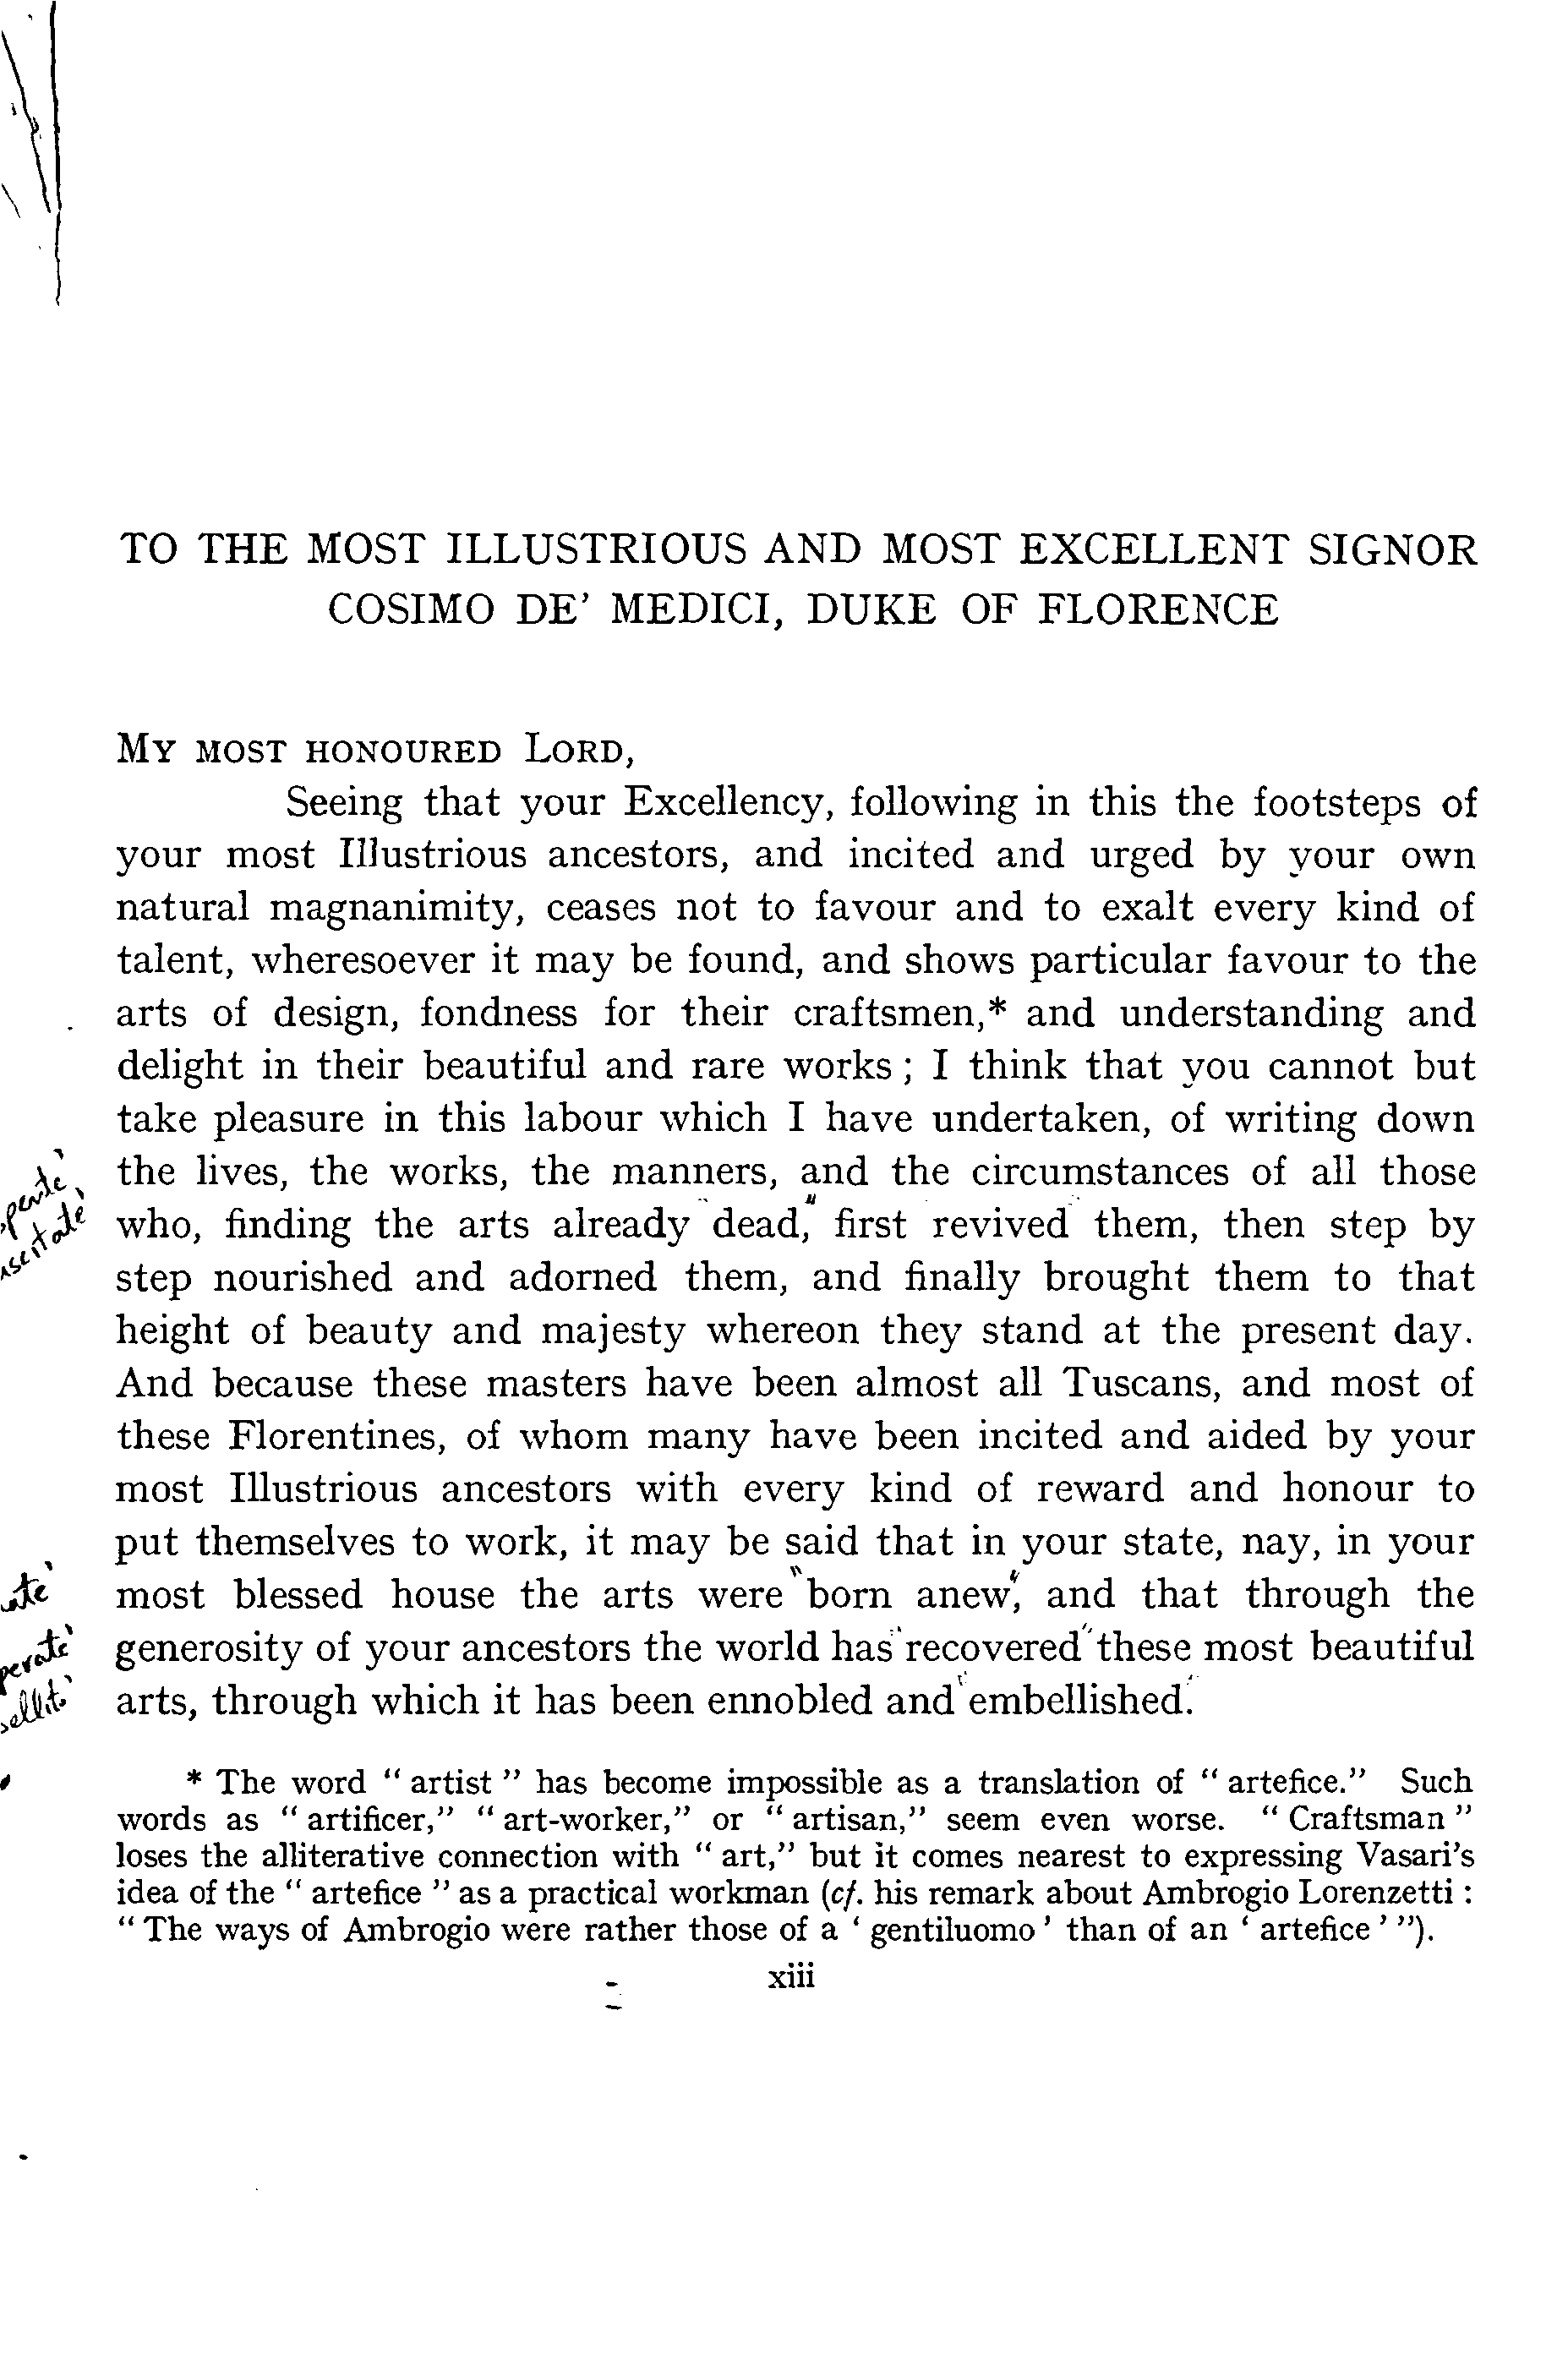 TO THE MOST ILLUSTRIOUS AND MOST EXCELLENT SIGNOR
COSIMO DE' MEDICI, DUKE OF FLORENCE
MY MOST HONOURED LORD,
Seeing that your Excellency, following in this the footsteps of
your most Illustrious ancestors, and incited and urged by your own
natural magnanimity, ceases not to favour and to exalt every kind of
talent, wheresoever it may be found, and shows particular favour to the
arts of design, fondness for their craftsmen,* and understanding and
delight in their beautiful and rare works ; I think that you cannot but
take pleasure in this labour which I have undertaken, of writing down
the lives, the works, the manners, and the circumstances of all those
who, finding the arts already "dead," first revived them, then step by
step nourished and adorned them, and finally brought them to that
height of beauty and majesty whereon they stand at the present day.
And because these masters have been almost all Tuscans, and most of
these Florentines, of whom many have been incited and aided by your
most Illustrious ancestors with every kind of reward and honour to
put themselves to work, it may be said that in your state, nay, in your
most blessed house the arts were "born anew", and that through the
generosity of your ancestors the world has "recovered" these most beautiful
arts, through which it has been ennobled and "embellished."
* The word " artist " has become impossible as a translation of " artefice." Such
words as " artificer," " art-worker," or " artisan," seem even worse. " Craftsman "
loses the alliterative connection with " art," but it comes nearest to expressing Vasari's
idea of the " artefice " as a practical workman (cf. his remark about Ambrogio Lorenzetti :
" The ways of Ambrogio were rather those of a ' gentiluomo ' than of an ' artefice ' ").
xiii